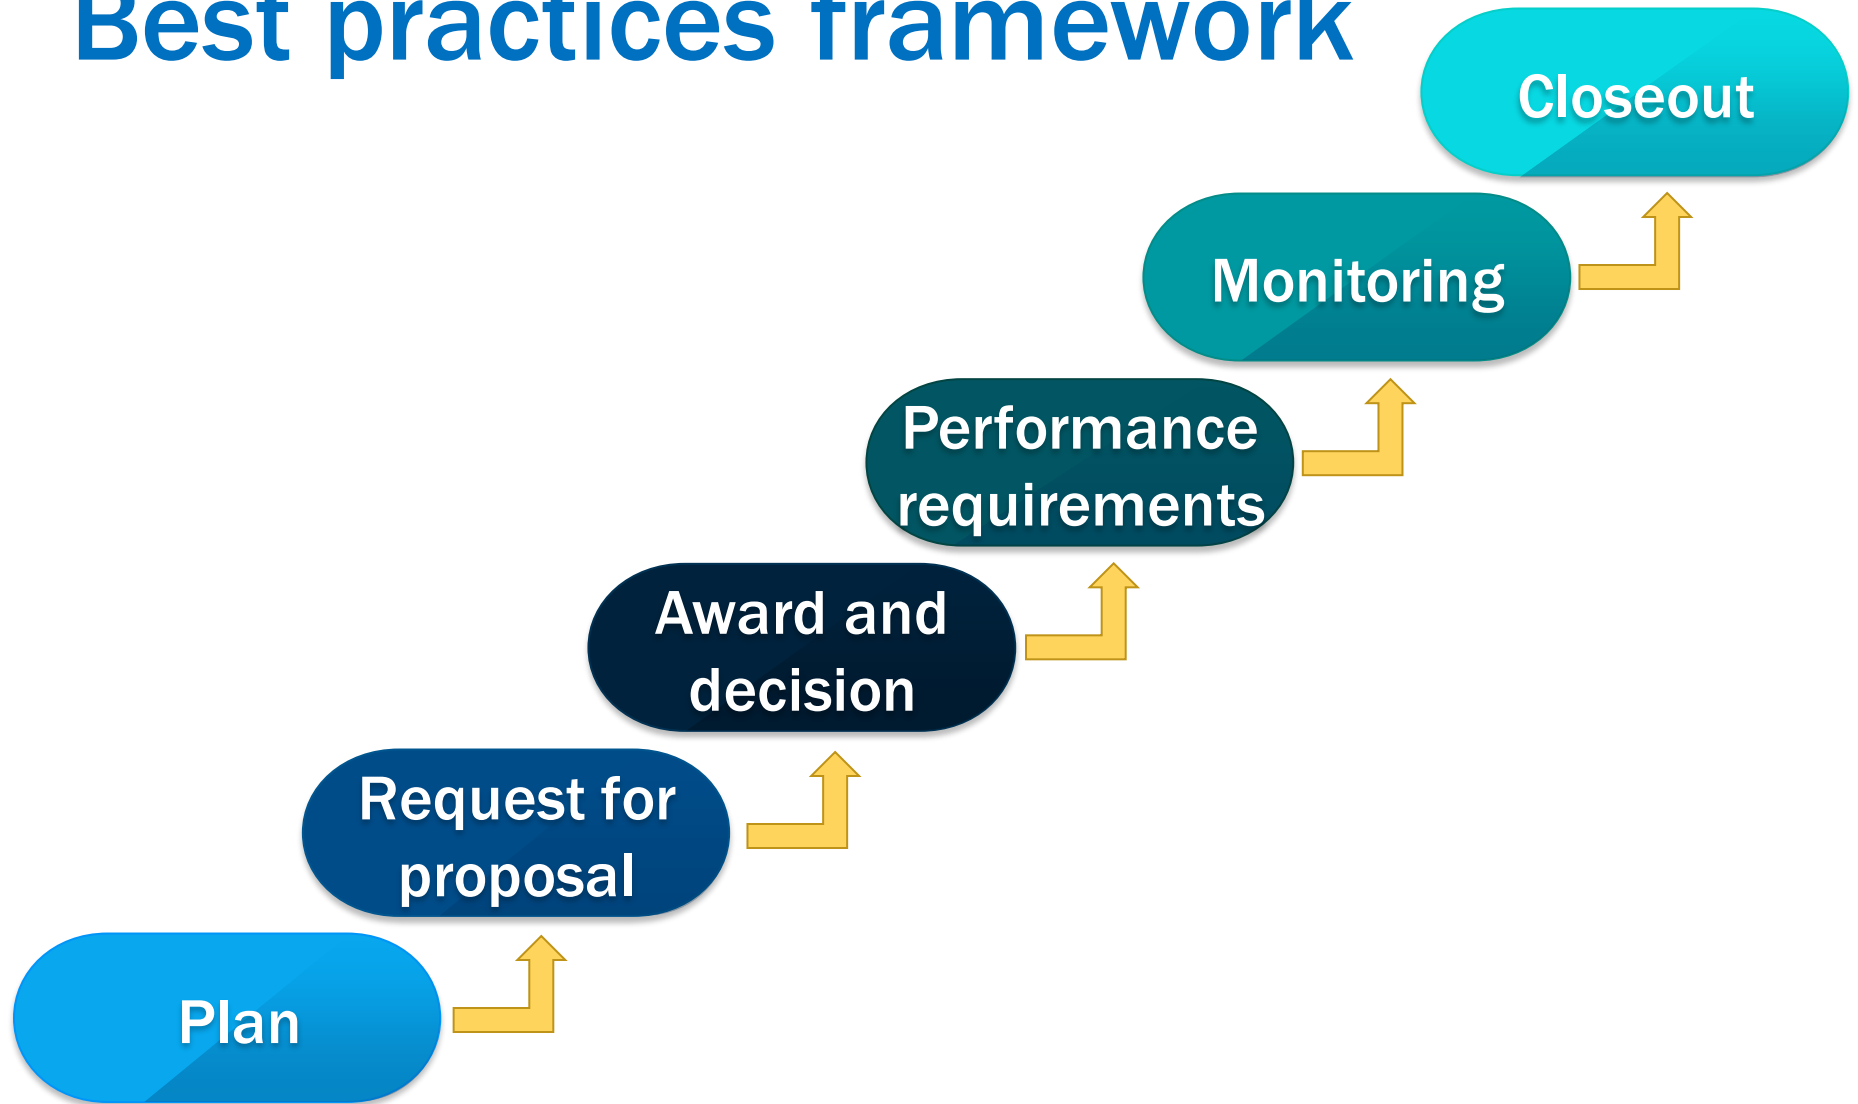 Best practices framework
Closeout
Monitoring
Performance
requirements
Award and
decision
Request for
proposal
Plan